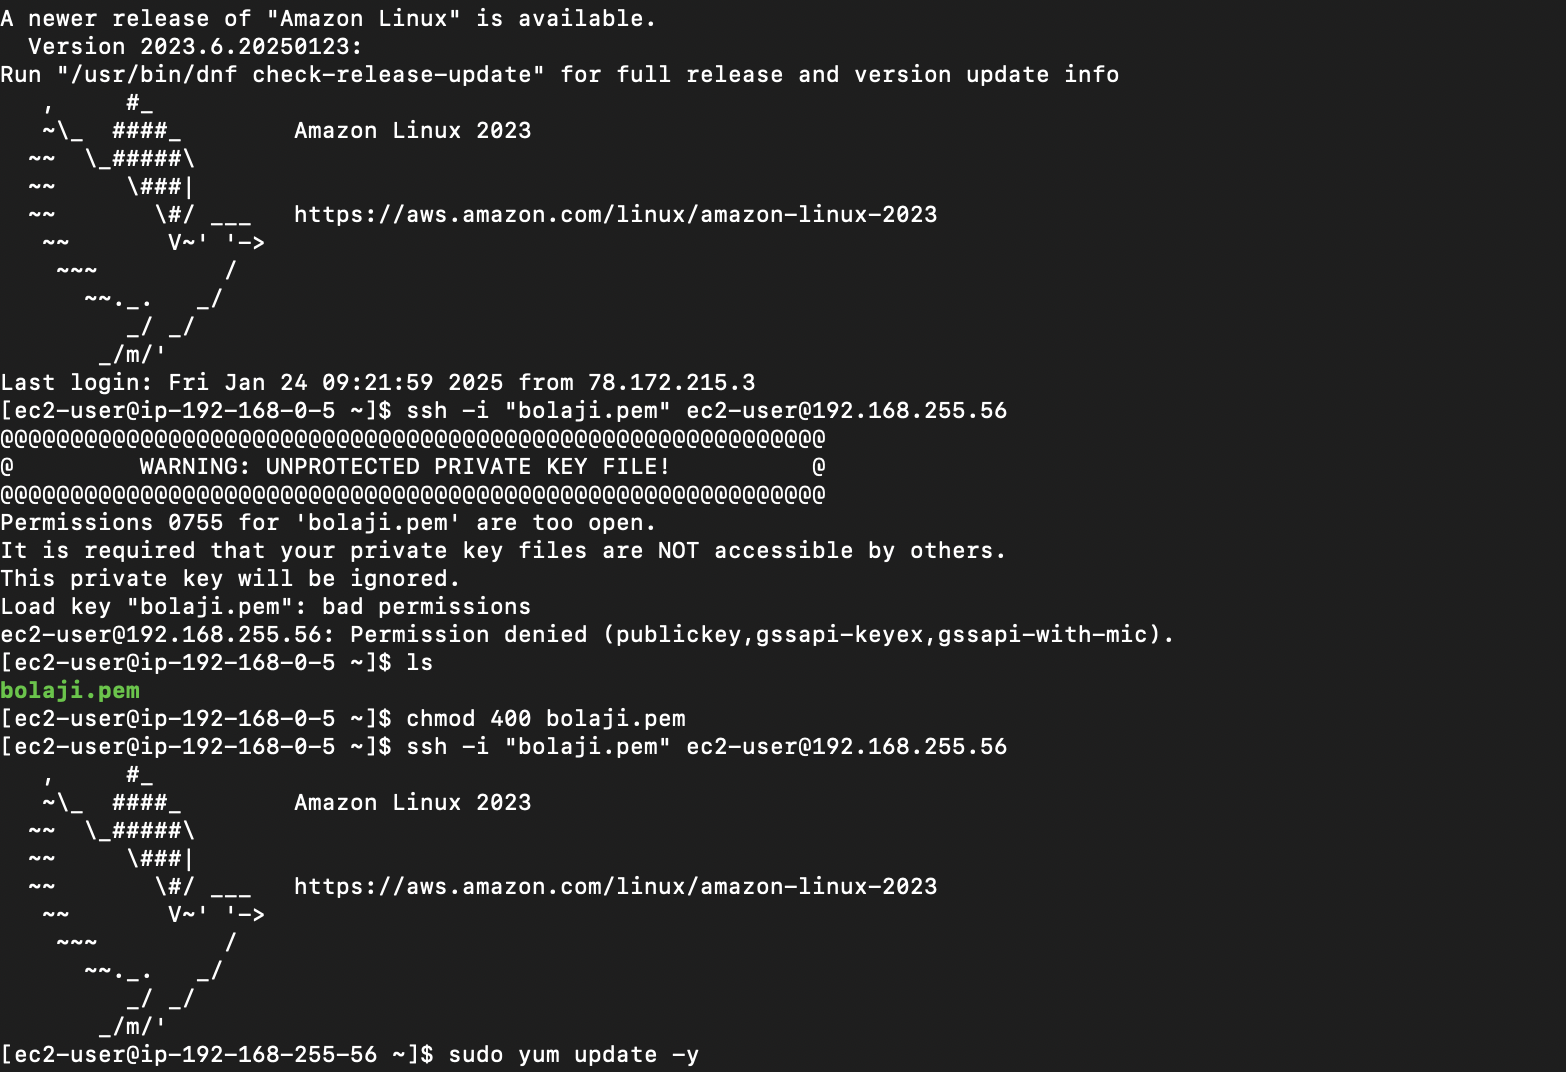 A newer release of "Amazon Linux" is available.
  Version 2023.6.20250123:
Run "/usr/bin/dnf check-release-update" for full release and version update info
   ,     #_
   ~\_  ####_        Amazon Linux 2023
  ~~  \_#####\
  ~~     \###|
  ~~       \#/ ___   https://aws.amazon.com/linux/amazon-linux-2023
   ~~       V~' '->
    ~~~         /
      ~~._.   _/
         _/ _/
       _/m/'
Last login: Fri Jan 24 09:21:59 2025 from 78.172.215.3
[ec2-user@ip-192-168-0-5 ~]$ ssh -i "bolaji.pem" ec2-user@192.168.255.56
@@@@@@@@@@@@@@@@@@@@@@@@@@@@@@@@@@@@@@@@@@@@@@@@@@@@@@@@@@@
@         WARNING: UNPROTECTED PRIVATE KEY FILE!          @
@@@@@@@@@@@@@@@@@@@@@@@@@@@@@@@@@@@@@@@@@@@@@@@@@@@@@@@@@@@
Permissions 0755 for 'bolaji.pem' are too open.
It is required that your private key files are NOT accessible by others.
This private key will be ignored.
Load key "bolaji.pem": bad permissions
ec2-user@192.168.255.56: Permission denied (publickey,gssapi-keyex,gssapi-with-mic).
[ec2-user@ip-192-168-0-5 ~]$ ls
bolaji.pem
[ec2-user@ip-192-168-0-5 ~]$ chmod 400 bolaji.pem
[ec2-user@ip-192-168-0-5 ~]$ ssh -i "bolaji.pem" ec2-user@192.168.255.56
   ,     #_
   ~\_  ####_        Amazon Linux 2023
  ~~  \_#####\
  ~~     \###|
  ~~       \#/ ___   https://aws.amazon.com/linux/amazon-linux-2023
   ~~       V~' '->
    ~~~         /
      ~~._.   _/
         _/ _/
       _/m/'
[ec2-user@ip-192-168-255-56 ~]$ sudo yum update -y